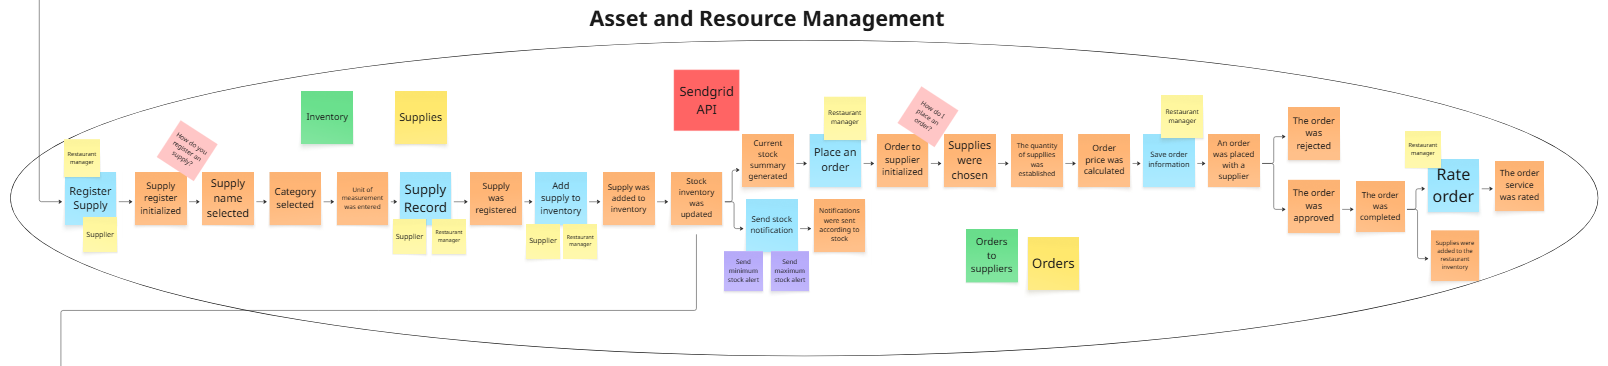 Asset and Resource Management
Restaurant
manager
Register
Supply
Supplier
Supply
register
initialized
How do you
register an
supply?
Supply
name
selected
Category
selected
Unit of
measurement
was entered
Inventory
Supplies
Supply
Record
Supplier
Restaurant
manager
Supply
was
registered
Add
supply to
inventory
Supplier
Restaurant
manager
Supply was
added to
inventory
Stock
inventory
was
updated
Sendgrid
API
Current
stock
summary
generated
Send stock
notification
Send
minimum
stock alert
Send
maximum
stock alert
Notifications
were sent
according to
stock
Restaurant
manager
Place an
order
Order to
supplier
initialized
How do I
place an
order?
Supplies
were
chosen
The quantity
of supplies
was
established
Order
price was
calculated
Orders
to
suppliers
Orders
Restaurant
manager
Save order
information
An order
was placed
with a
supplier
The order
was
rejected
The order
was
approved
The order
was
completed
Restaurant
manager
Rate
order
The order
service
was rated
Supplies were
added to the
restaurant
inventory